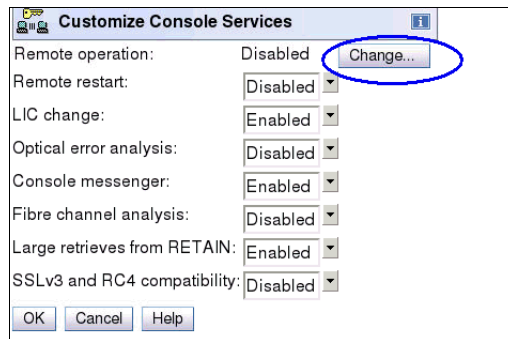 Customize Console Services i
Remote operation: Disabled Change...
Remote restart: Disabled
LIC change: Enabled
Optical error analysis: Disabled
Console messenger: Enabled
Fibre channel analysis: Disabled
Large retrieves from RETAIN: Enabled
SSLv3 and RC4 compatibility: Disabled
OK Cancel Help